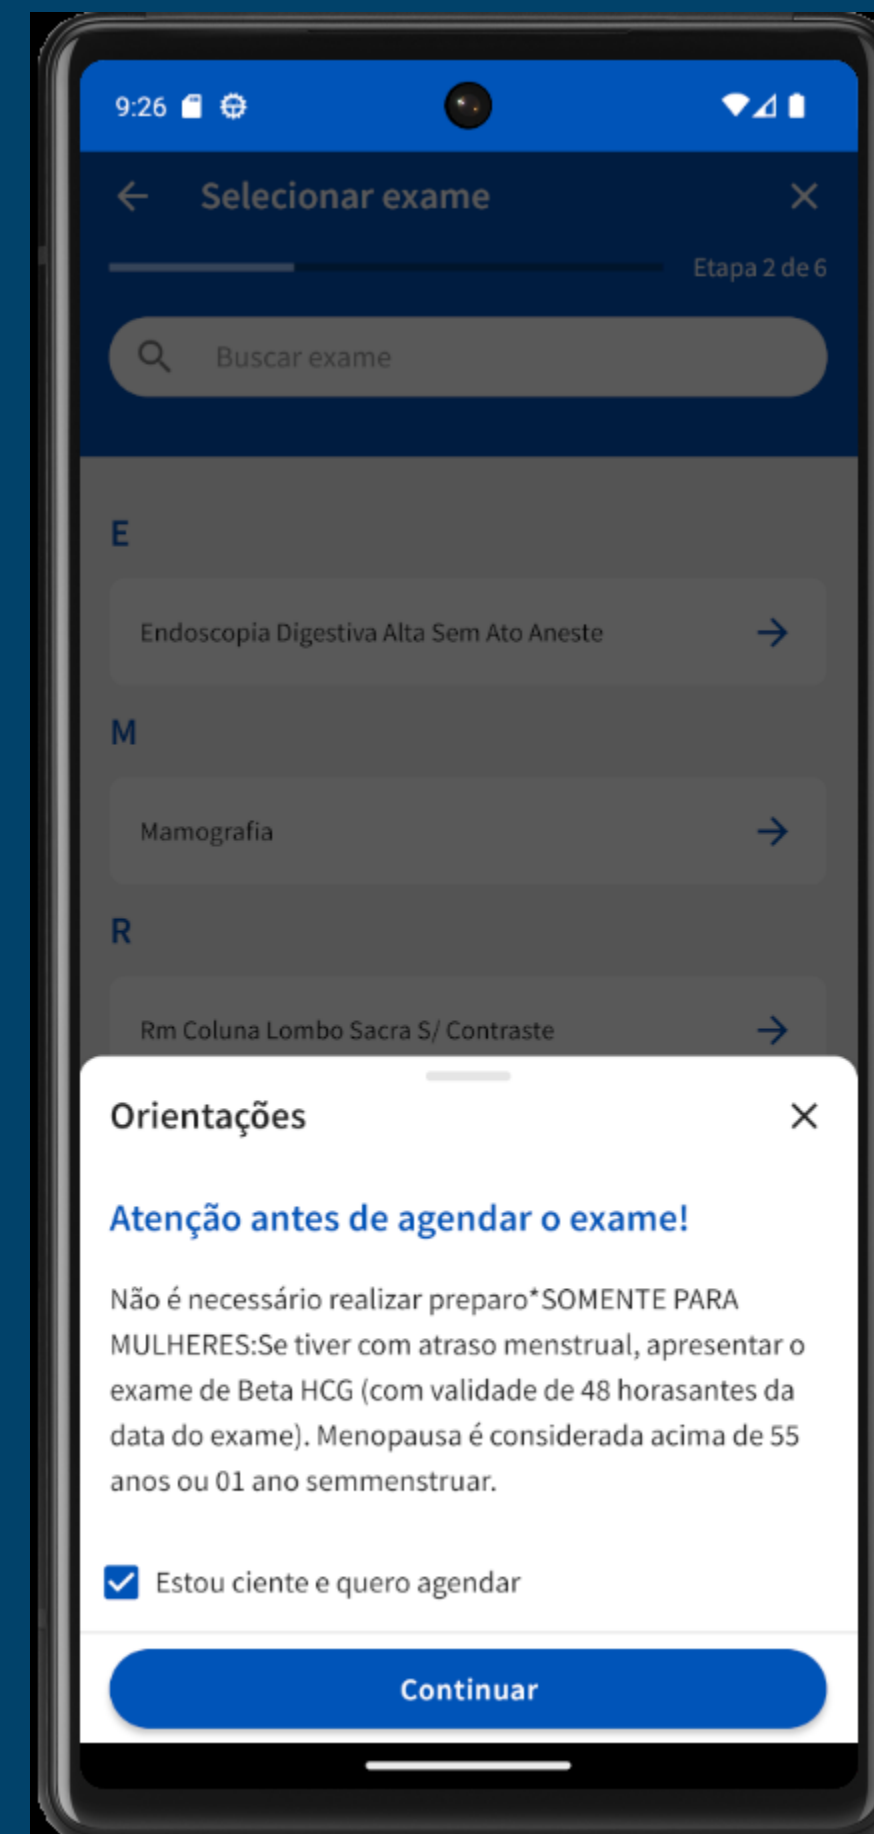 9:26
Selecionar exame
Etapa 2 de 6
Buscar exame
E
Endoscopia Digestiva Alta Sem Ato Aneste
M
Mamografia
R
Rm Coluna Lombo Sacra S/ Contraste
Orientações
Atenção antes de agendar o exame!
Não é necessário realizar preparo*SOMENTE PARA
MULHERES:Se tiver com atraso menstrual, apresentar o
exame de Beta HCG (com validade de 48 horasantes da
data do exame). Menopausa é considerada acima de 55
anos ou 01 ano semmenstruar.
Estou ciente e quero agendar
Continuar